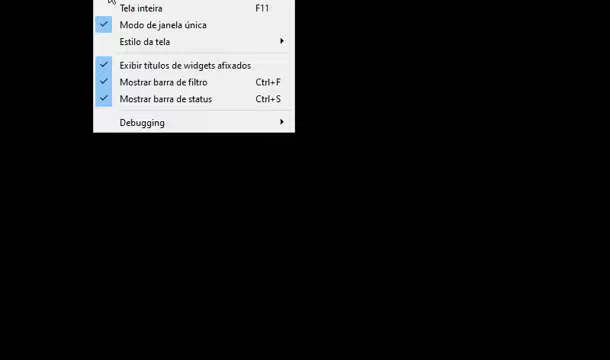 Tela inteira F11
Modo de janela única
Estilo da tela
Exibir títulos de widgets afixados
Mostrar barra de filtro Ctrl+F
Mostrar barra de status Ctrl+S
Debugging